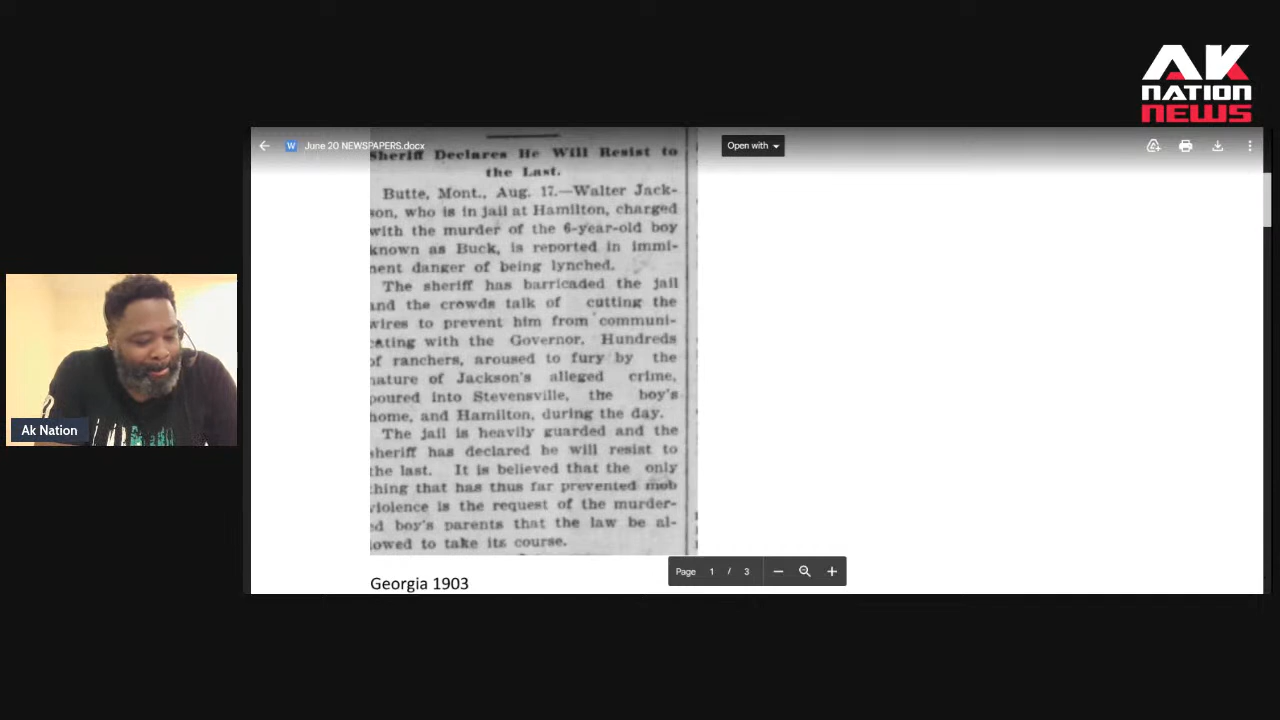 AK
NATION
NEWS
June 20 NEWSPAPERS.docx
Open with
Sheriff Declares He Will Resist to
the Last.
Butte, Mont., Aug. 17.—Walter Jack-
son, who is in jail at Hamilton, charged
with the murder of the 6-year-old boy
known as Buck, is reported in immi-
nent danger of being lynched.
The sheriff has barricaded the jail
and the crowds talk of cutting the
wires to prevent him from communi-
cating with the Governor. Hundreds
of ranchers, aroused to fury by the
nature of Jackson's alleged crime,
poured into Stevensville, the boy's
home, and Hamilton, during the day.
The jail is heavily guarded and the
sheriff has declared he will resist to
the last. It is believed that the only
thing that has thus far prevented mob
violence is the request of the murder-
ed boy's parents that the law be al-
lowed to take its course.
Georgia 1903
Page 1 / 3
Ak Nation